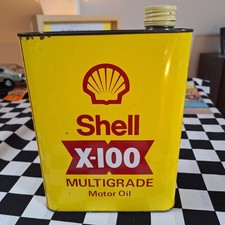 Shell
X-100
MULTIGRADE
Motor Oil